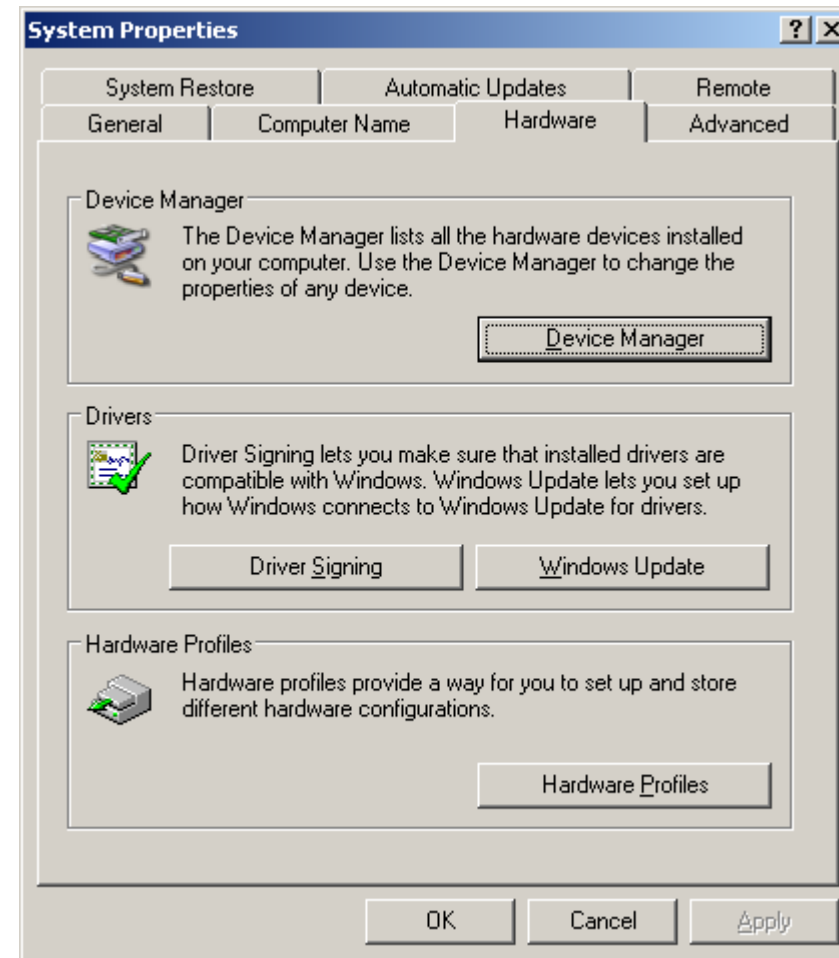 System Properties
System Restore
Automatic Updates
Remote
General
Computer Name
Hardware
Advanced
Device Manager
The Device Manager lists all the hardware devices installed
on your computer. Use the Device Manager to change the
properties of any device.
Device Manager
Drivers
Driver Signing lets you make sure that installed drivers are
compatible with Windows. Windows Update lets you set up
how Windows connects to Windows Update for drivers.
Driver Signing
Windows Update
Hardware Profiles
Hardware profiles provide a way for you to set up and store
different hardware configurations.
Hardware Profiles
OK
Cancel
Apply